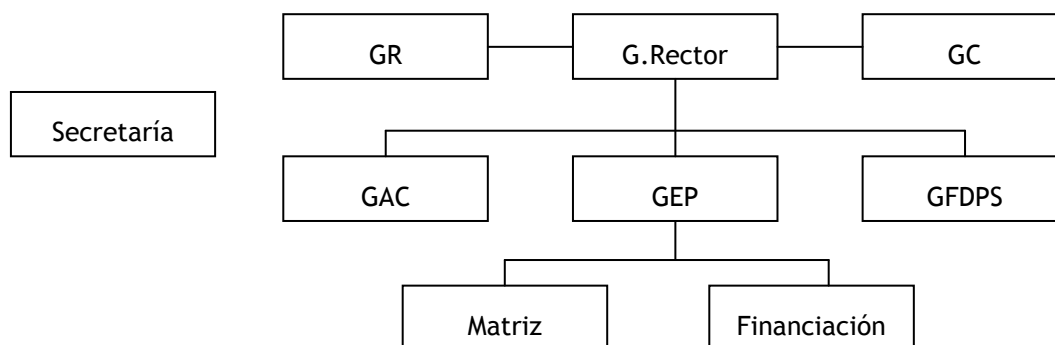 GR
G.Rector
GC
Secretaría
GAC
GEP
GFDPS
Matriz
Financiación